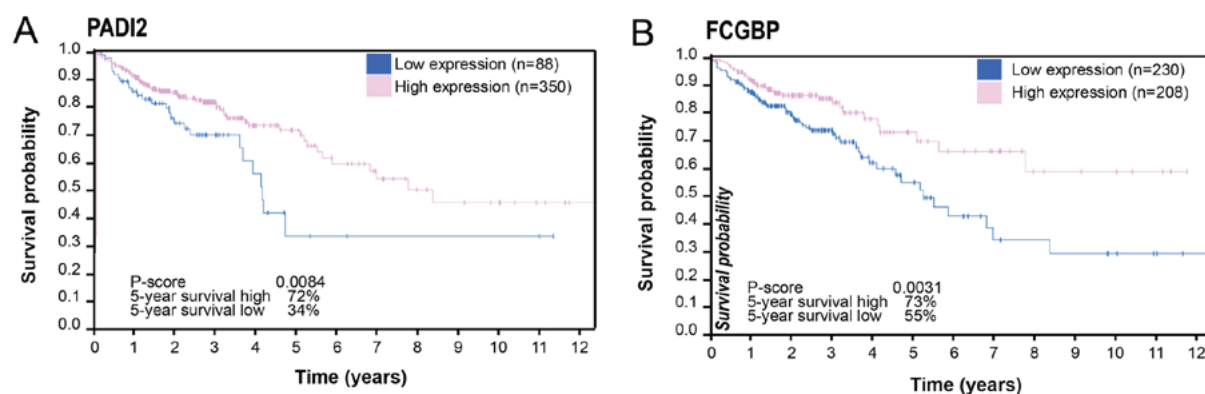 A PADI2
Low expression (n=88)
High expression (n=350)
Survival probability
1.0
0.9
0.8
0.7
0.6
0.5
0.4
0.3
0.2
0.1
0.0
P-score 0.0084
5-year survival high 72%
5-year survival low 34%
0 1 2 3 4 5 6 7 8 9 10 11 12
Time (years)
B FCGBP
Low expression (n=230)
High expression (n=208)
Survival probability
1.0
0.9
0.8
0.7
0.6
0.5
0.4
0.3
0.2
0.1
0.0
Survival probability
P-score 0.0031
5-year survival high 73%
5-year survival low 55%
0 1 2 3 4 5 6 7 8 9 10 11 12
Time (years)